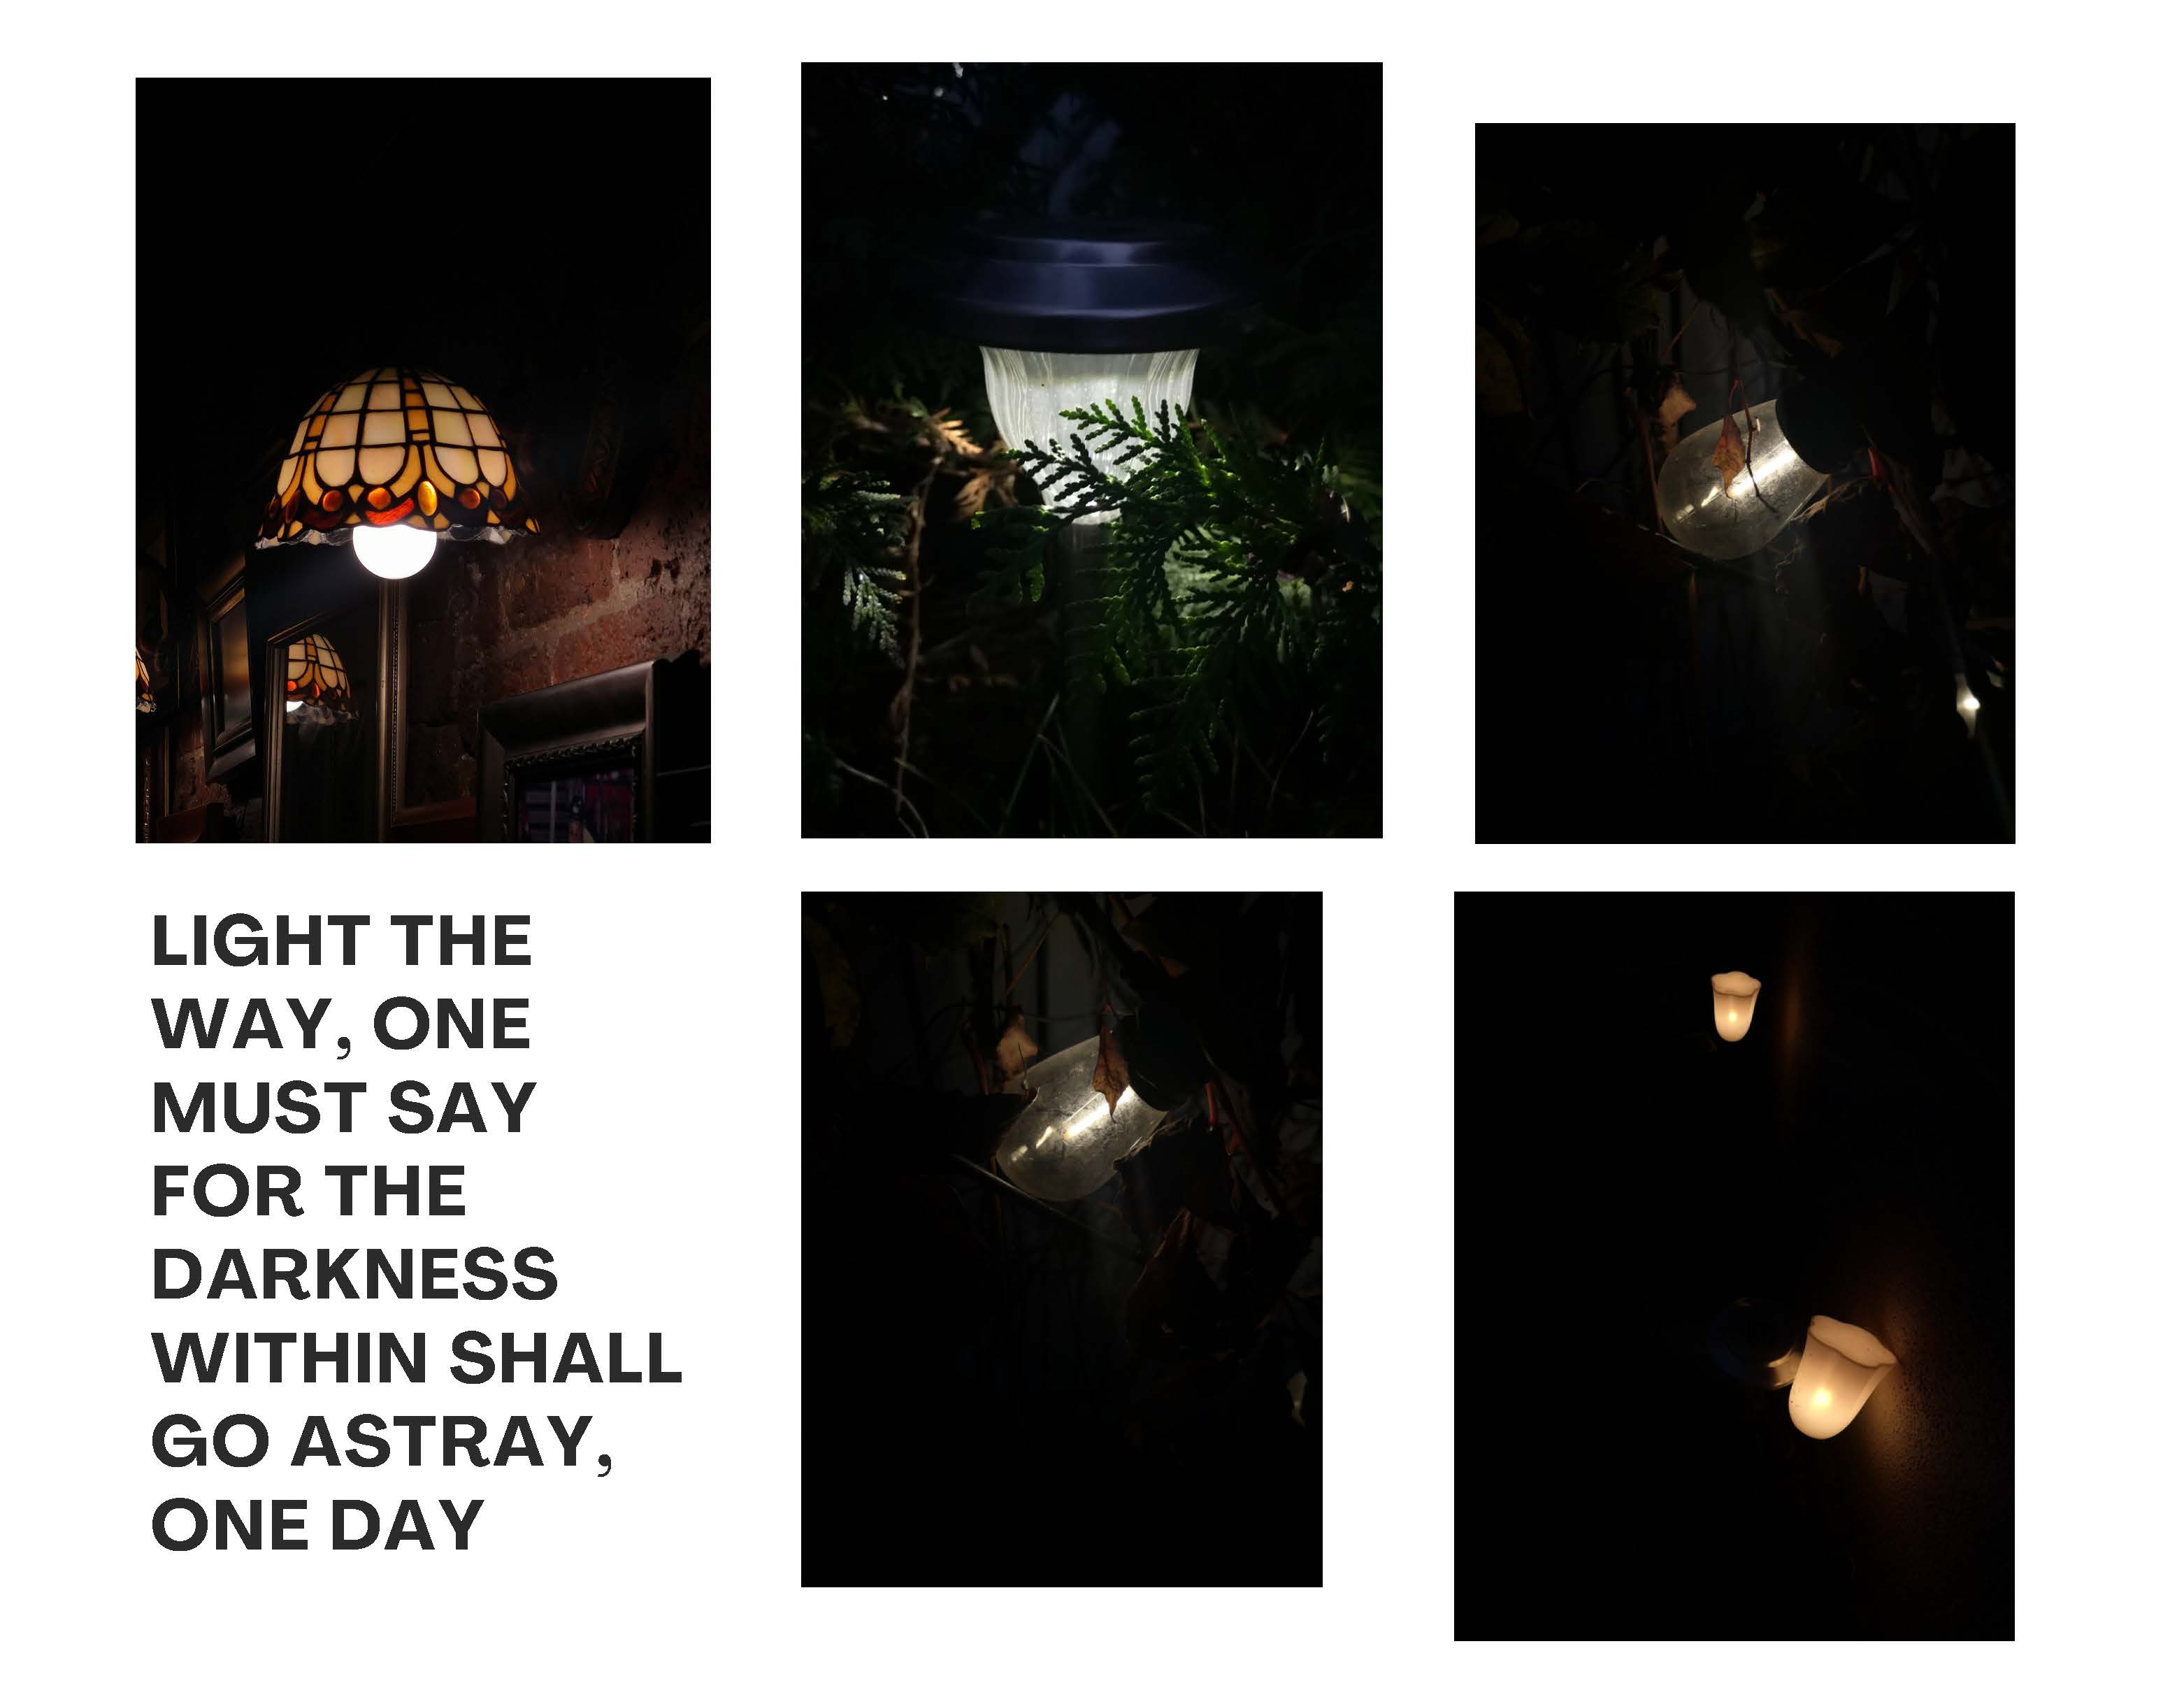 LIGHT THE
WAY, ONE
MUST SAY
FOR THE
DARKNESS
WITHIN SHALL
GO ASTRAY,
ONE DAY